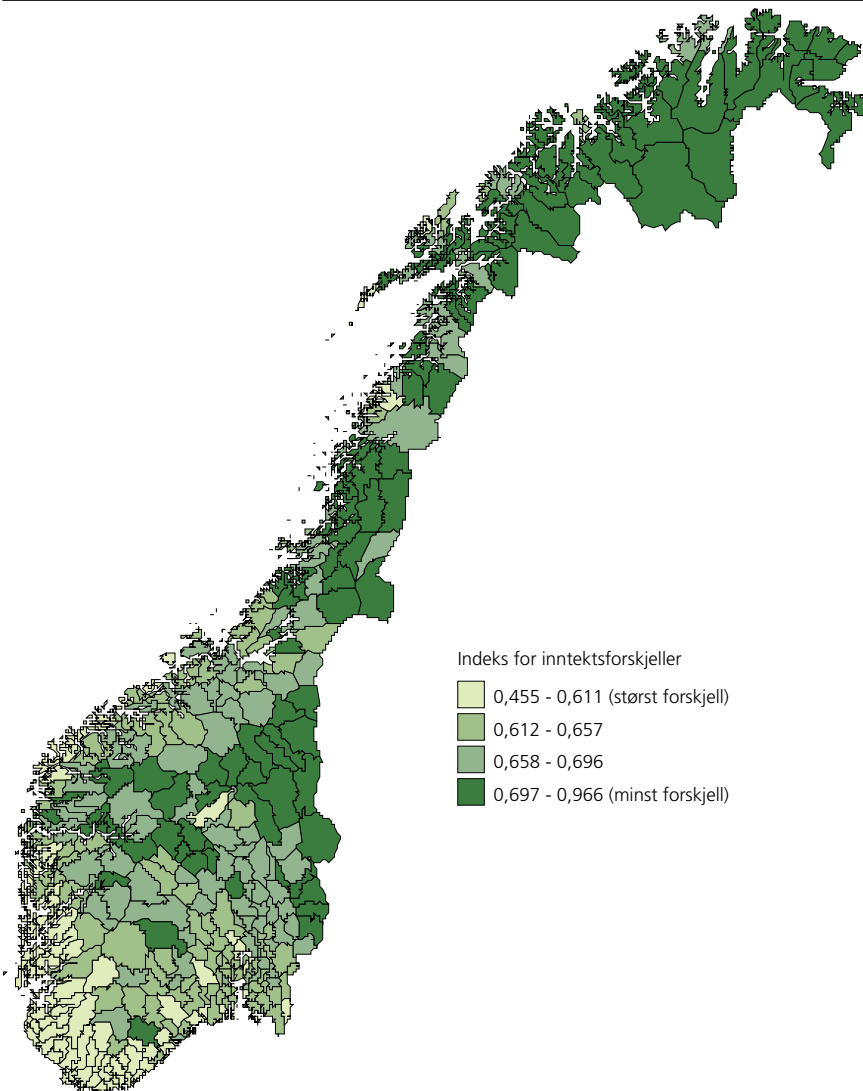 Indeks for inntektsforskjeller
0,455 - 0,611 (størst forskjell)
0,612 - 0,657
0,658 - 0,696
0,697 - 0,966 (minst forskjell)